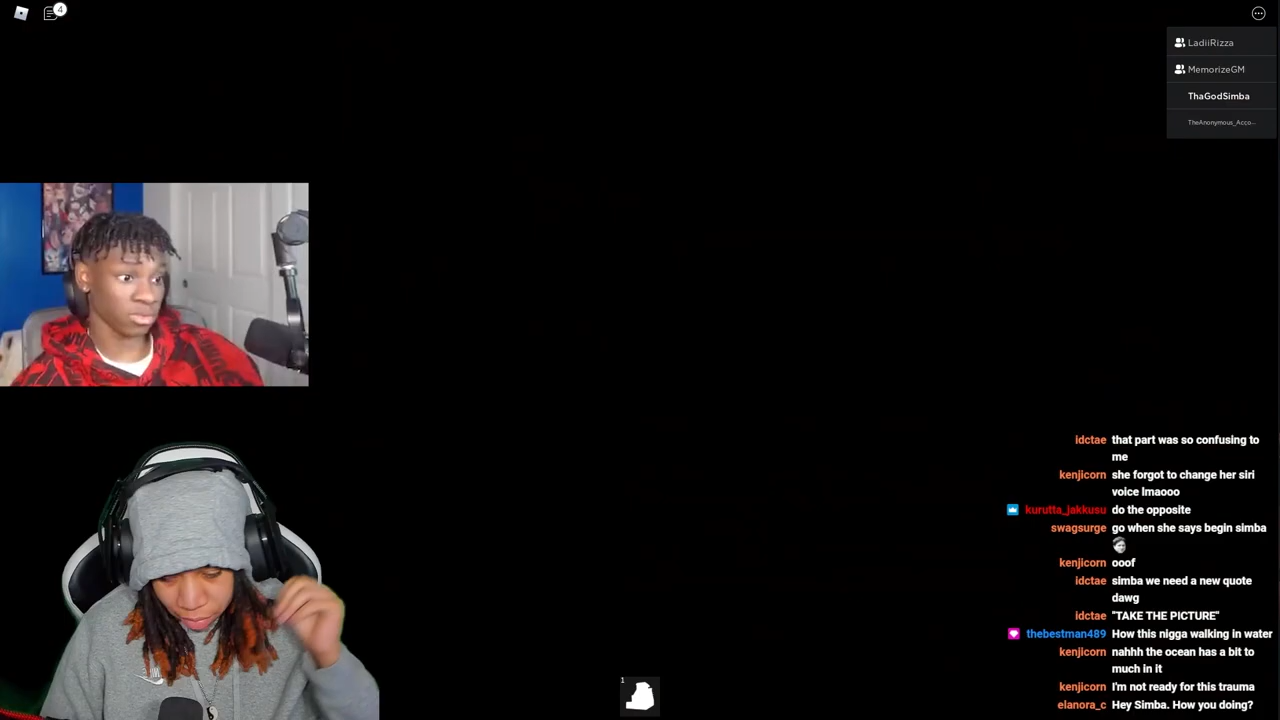 4
LadiiRizza
MemorizeGM
ThaGodSimba
TheAnonymous_Acco...
idctae that part was so confusing to
me
kenjicorn she forgot to change her siri
voice lmaooo
kurutta_jakkusu do the opposite
swagsurge go when she says begin simba
kenjicorn ooof
idctae simba we need a new quote
dawg
idctae "TAKE THE PICTURE"
thebestman489 How this nigga walking in water
kenjicorn nahhh the ocean has a bit to
much in it
kenjicorn I'm not ready for this trauma
elanora_c Hey Simba. How you doing?
1